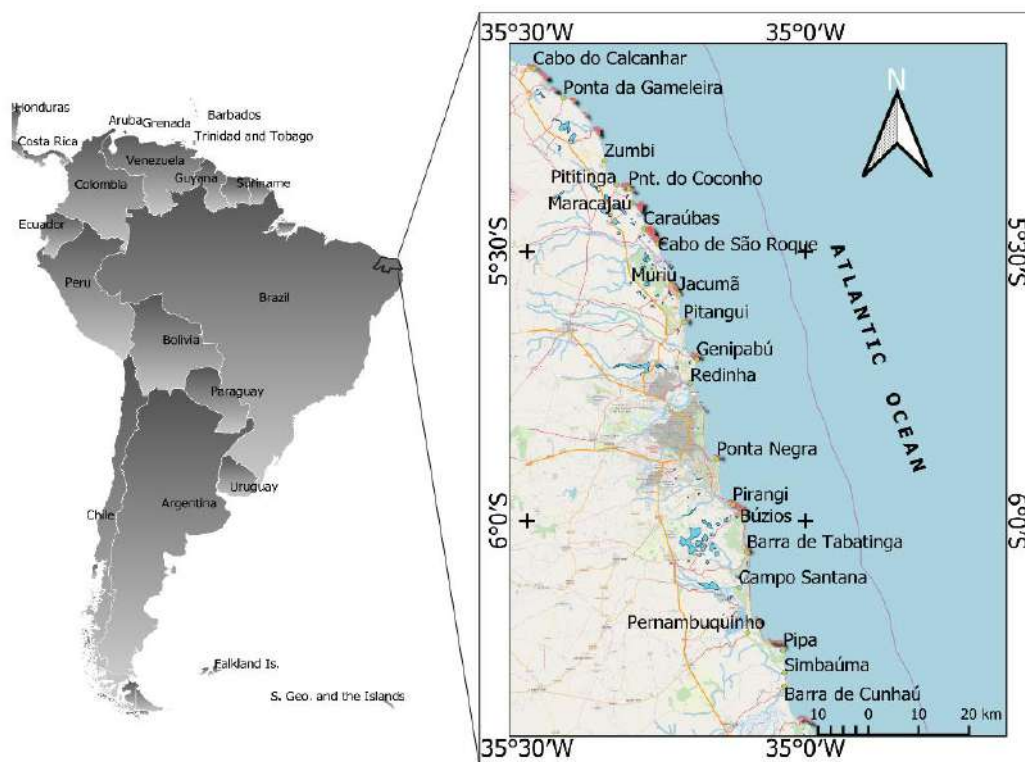 Honduras
Costa Rica
Aruba
Grenada
Barbados
Trinidad and Tobago
Venezuela
Guyana
Suriname
Colombia
Ecuador
Peru
Brazil
Bolivia
Paraguay
Uruguay
Argentina
Chile
Falkland Is.
S. Geo. and the Islands
35°30'W
35°0'W
N
Cabo do Calcanhar
Ponta da Gameleira
Zumbi
Pititinga
Pnt. do Coconho
Maracajaú
Caraúbas
Cabo de São Roque
Muriú
Jacumã
Pitangui
Genipabú
Redinha
Ponta Negra
Pirangi
Búzios
Barra de Tabatinga
Campo Santana
Pernambuquinho
Pipa
Simbaúma
Barra de Cunhaú
ATLANTIC OCEAN
5°30'S
5°30'S
6°0'S
6°0'S
10 0 10 20 km
35°30'W
35°0'W